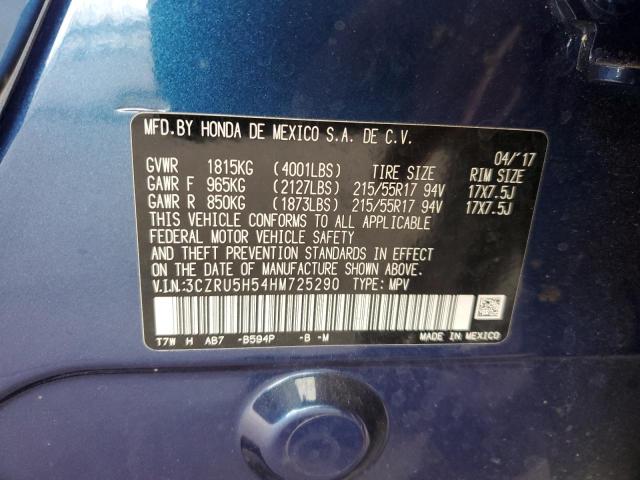 MFD.BY HONDA DE MEXICO S.A. DE C.V.
04/'17
GVWR 1815KG (4001LBS) TIRE SIZE RIM SIZE
GAWR F 965KG (2127LBS) 215/55R17 94V 17X7.5J
GAWR R 850KG (1873LBS) 215/55R17 94V 17X7.5J
THIS VEHICLE CONFORMS TO ALL APPLICABLE
FEDERAL MOTOR VEHICLE SAFETY
AND THEFT PREVENTION STANDARDS IN EFFECT
ON THE DATE OF MANUFACTURE SHOWN ABOVE.
V.I.N:3CZRU5H54HM725290 TYPE: MPV
T7W H AB7 -B594P -B -M MADE IN MEXICO